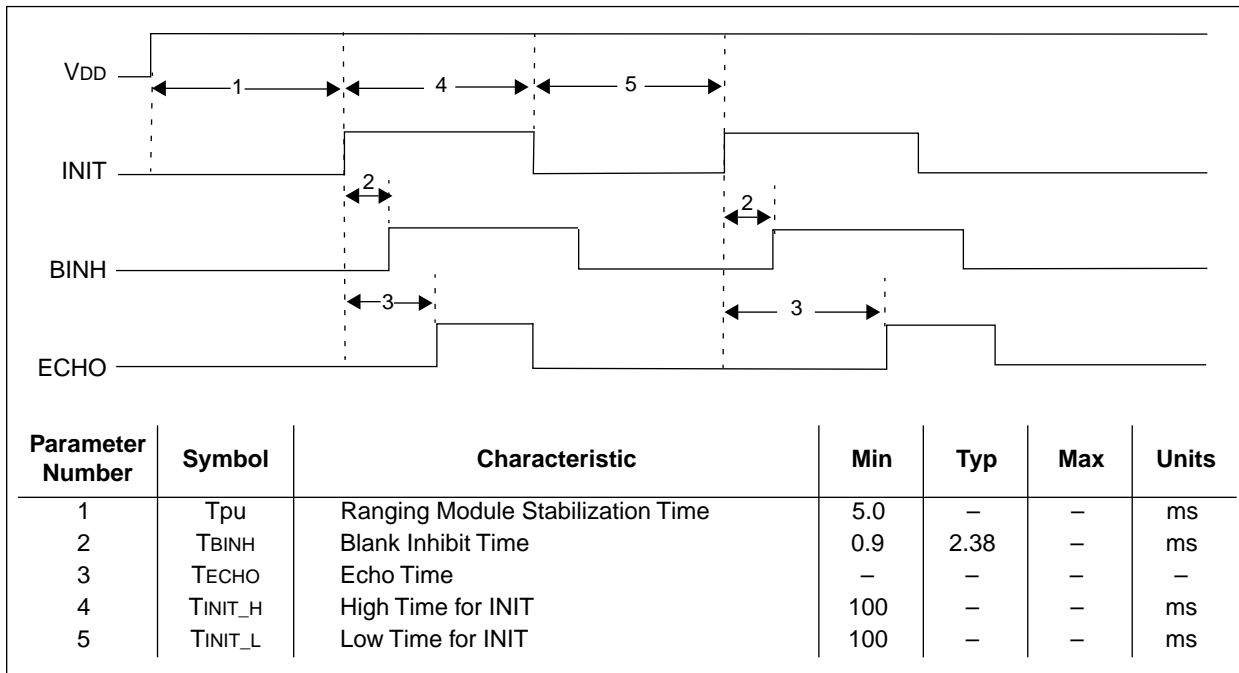 VDD
1
4
5
INIT
2
2
BINH
3
3
ECHO
Parameter Number Symbol Characteristic Min Typ Max Units
1 Tpu Ranging Module Stabilization Time 5.0 – – ms
2 TBINH Blank Inhibit Time 0.9 2.38 – ms
3 TECHO Echo Time – – – –
4 TINIT_H High Time for INIT 100 – – ms
5 TINIT_L Low Time for INIT 100 – – ms